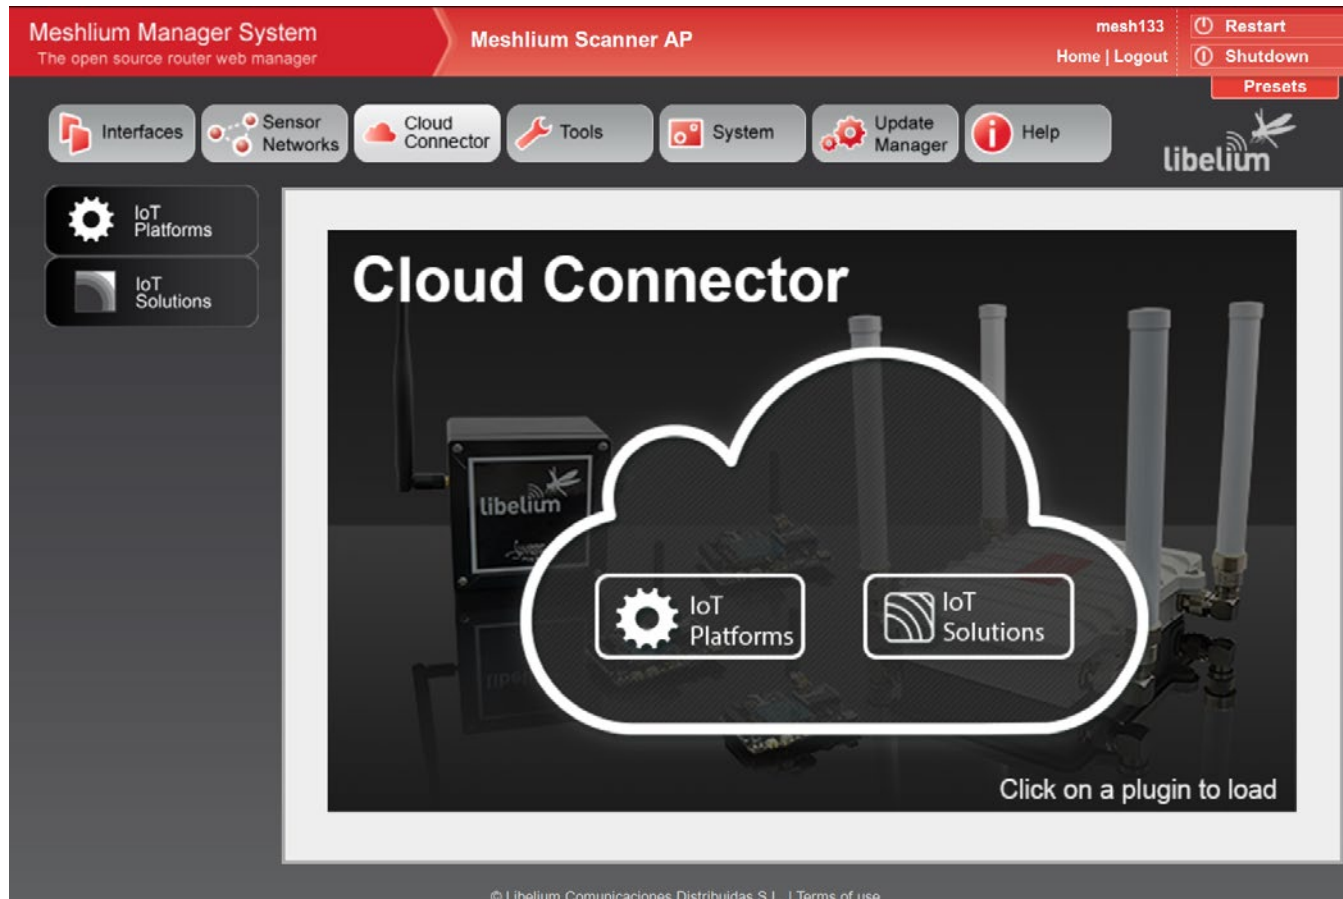 Meshlium Manager System
The open source router web manager
Meshlium Scanner AP
mesh133
Home | Logout
Restart
Shutdown
Presets
Interfaces
Sensor
Networks
Cloud
Connector
Tools
System
Update
Manager
Help
libelium
IoT
Platforms
IoT
Solutions
Cloud Connector
libelium
IoT
Platforms
IoT
Solutions
Click on a plugin to load
© Libelium Comunicaciones Distribuidas S.L. | Terms of use